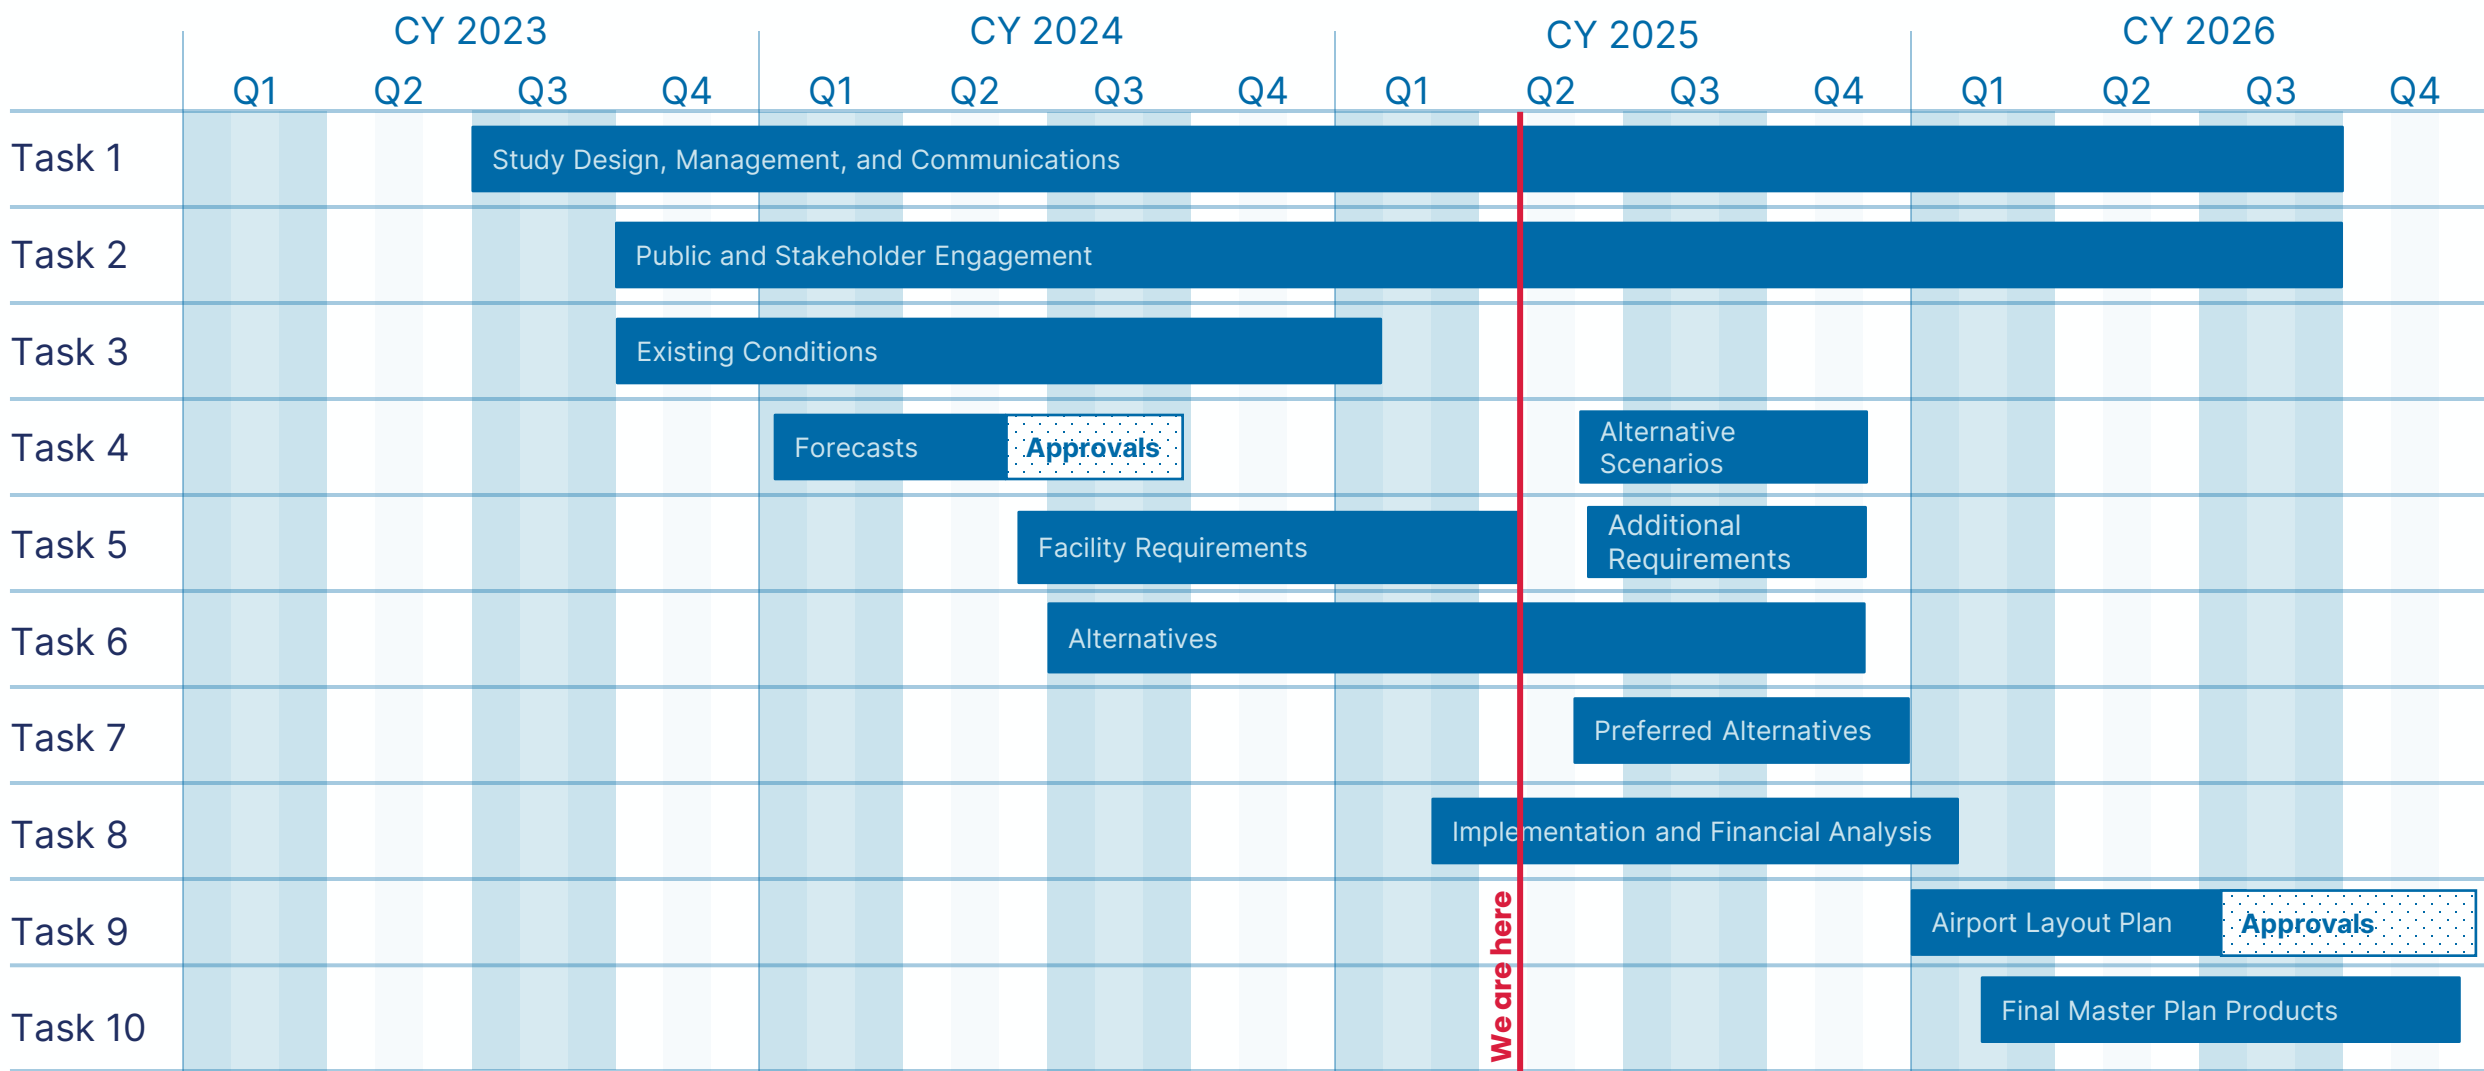 CY 2023 CY 2024 CY 2025 CY 2026
Q1 Q2 Q3 Q4 Q1 Q2 Q3 Q4 Q1 Q2 Q3 Q4 Q1 Q2 Q3 Q4
Task 1 Study Design, Management, and Communications
Task 2 Public and Stakeholder Engagement
Task 3 Existing Conditions
Task 4 Forecasts Approvals
Alternative
Scenarios
Task 5 Facility Requirements
Additional
Requirements
Task 6 Alternatives
Task 7 Preferred Alternatives
Task 8 Implementation and Financial Analysis
Task 9 Airport Layout Plan Approvals
Task 10 Final Master Plan Products
We are here